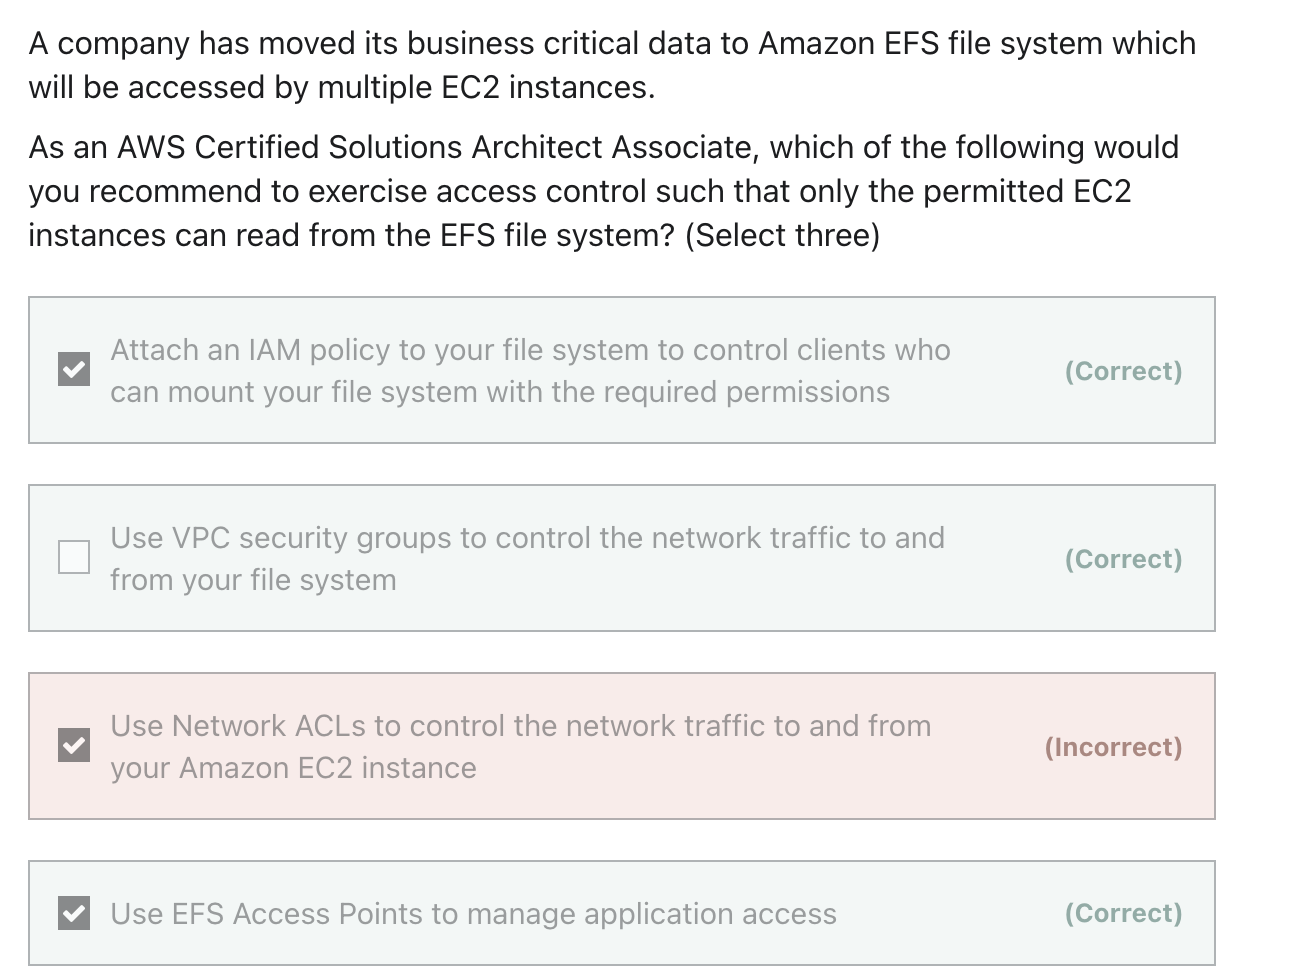 A company has moved its business critical data to Amazon EFS file system which
will be accessed by multiple EC2 instances.
As an AWS Certified Solutions Architect Associate, which of the following would
you recommend to exercise access control such that only the permitted EC2
instances can read from the EFS file system? (Select three)
Attach an IAM policy to your file system to control clients who
can mount your file system with the required permissions
(Correct)
Use VPC security groups to control the network traffic to and
from your file system
(Correct)
Use Network ACLs to control the network traffic to and from
your Amazon EC2 instance
(Incorrect)
Use EFS Access Points to manage application access
(Correct)